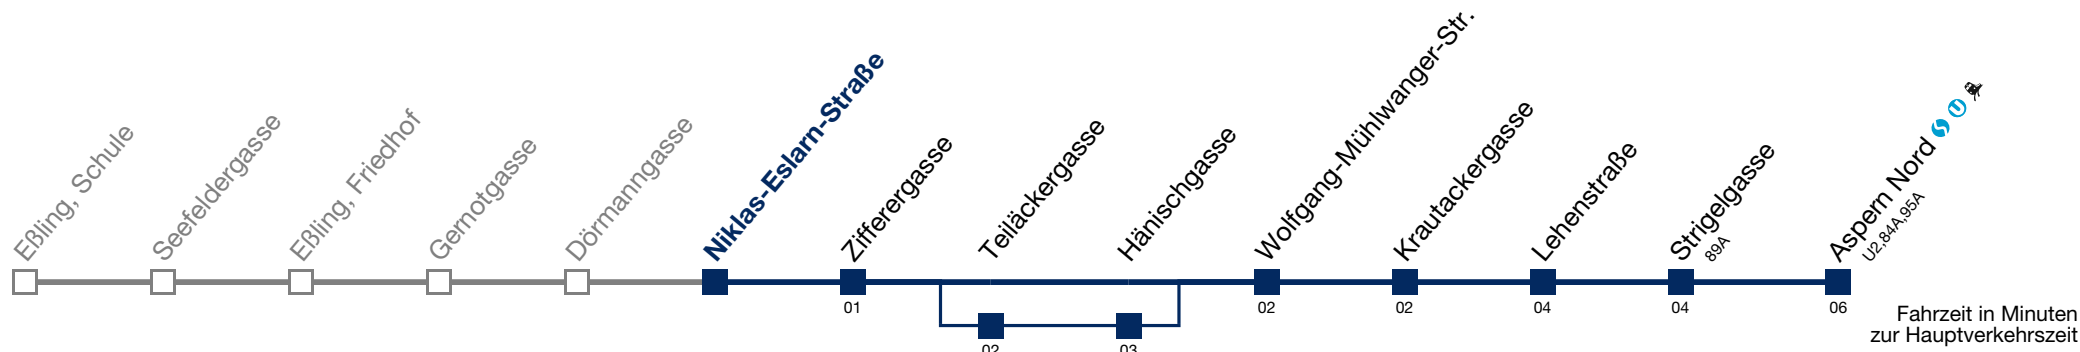 Eßling, Schule
Seefeldergasse
Eßling, Friedhof
Gernotgasse
Dörmanngasse
Niklas-Eslarn-Straße
Zifferergasse
01
Teiläckergasse
02
Hänischgasse
03
Wolfgang-Mühlwanger-Str.
02
Krautackergasse
02
Lehenstraße
04
Strigelgasse
89A
04
Aspern Nord S U
U2,84A,95A
06
Fahrzeit in Minuten
zur Hauptverkehrszeit